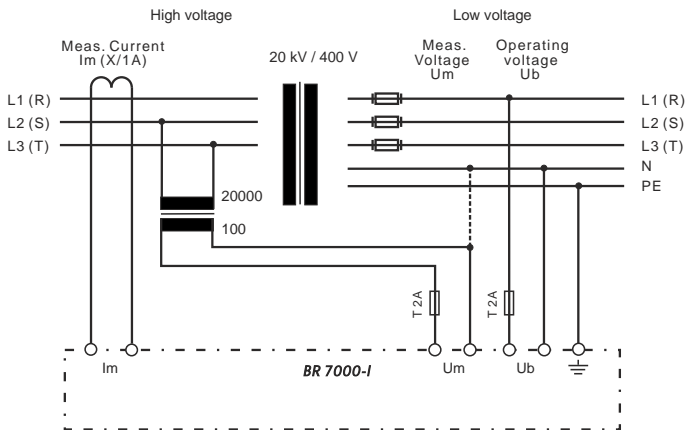 High voltage
Low voltage
Meas. Current
Im (X/1A)
20 kV / 400 V
Meas.
Voltage
Um
Operating
voltage
Ub
L1 (R)
L2 (S)
L3 (T)
L1 (R)
L2 (S)
L3 (T)
N
PE
20000
100
T 2A
T 2A
Im
BR 7000-I
Um
Ub